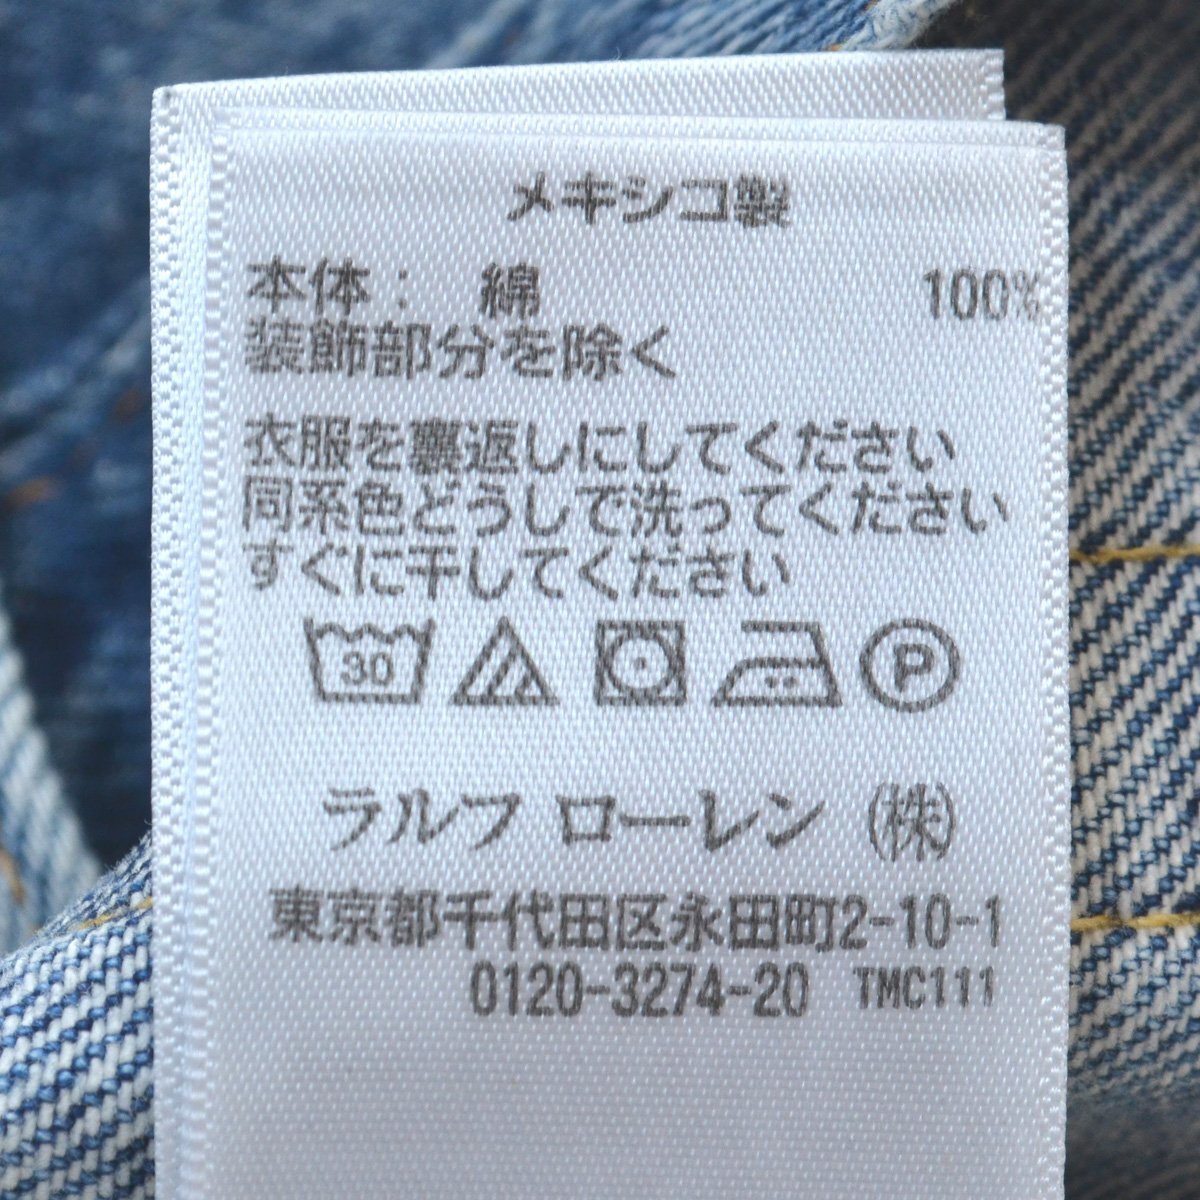 メキシコ製
本体： 綿 100%
装飾部分を除く
衣服を裏返しにしてください
同系色どうしで洗ってください
すぐに干してください
30 P
ラルフ ローレン (株)
東京都千代田区永田町2-10-1
0120-3274-20 TMC111